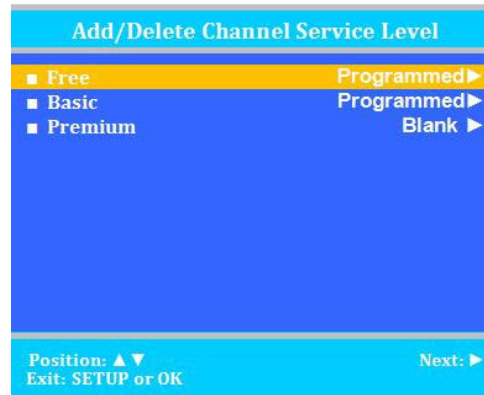 Add/Delete Channel Service Level
■ Free Programmed▶
■ Basic Programmed▶
■ Premium Blank ▶
Position: ▲ ▼ Next: ▶
Exit: SETUP or OK